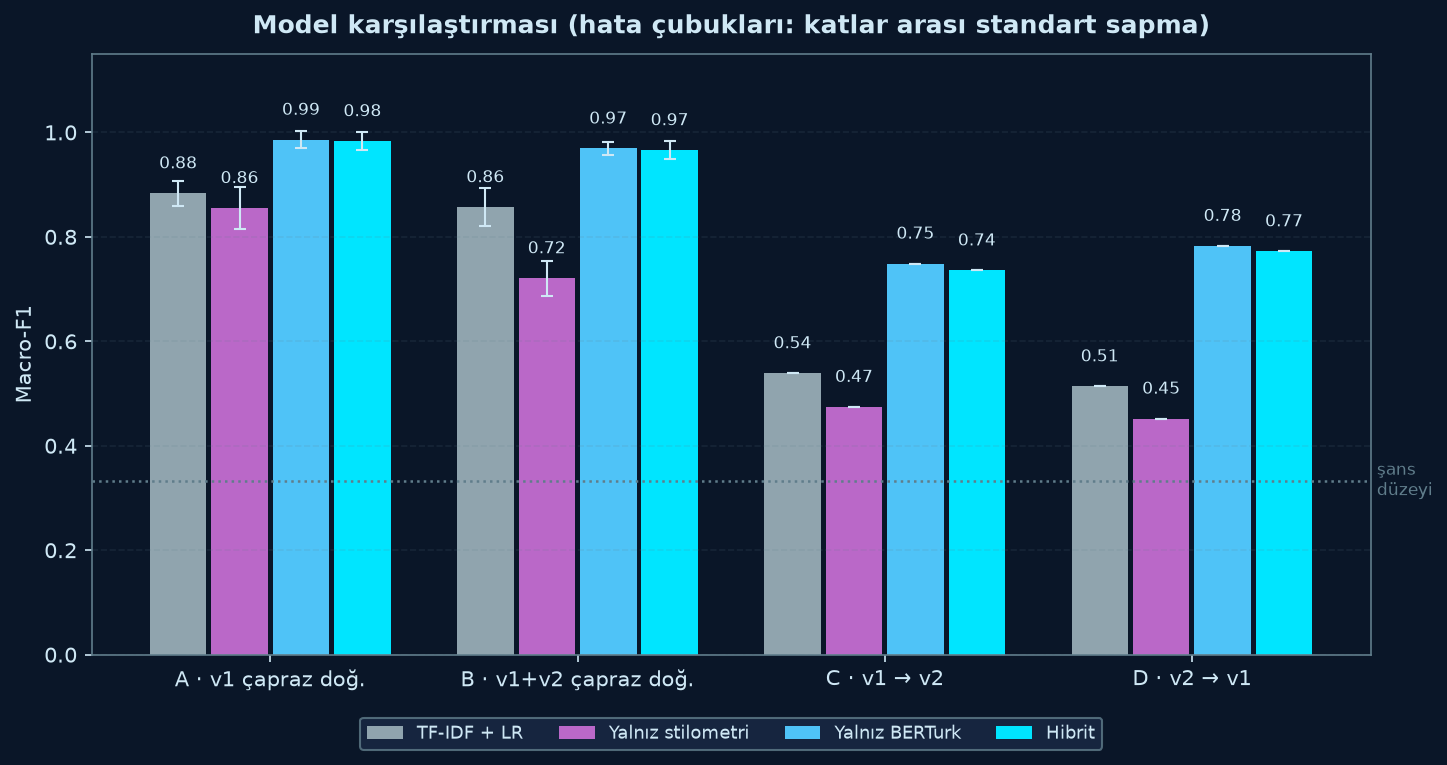 Model karşılaştırması (hata çubukları: katlar arası standart sapma)
Macro-F1
1.0
0.8
0.6
0.4
0.2
0.0
0.88
0.86
0.99
0.98
0.86
0.72
0.97
0.97
0.54
0.47
0.75
0.74
0.51
0.45
0.78
0.77
şans
düzeyi
A · v1 çapraz doğ.
B · v1+v2 çapraz doğ.
C · v1 → v2
D · v2 → v1
TF-IDF + LR
Yalnız stilometri
Yalnız BERTurk
Hibrit